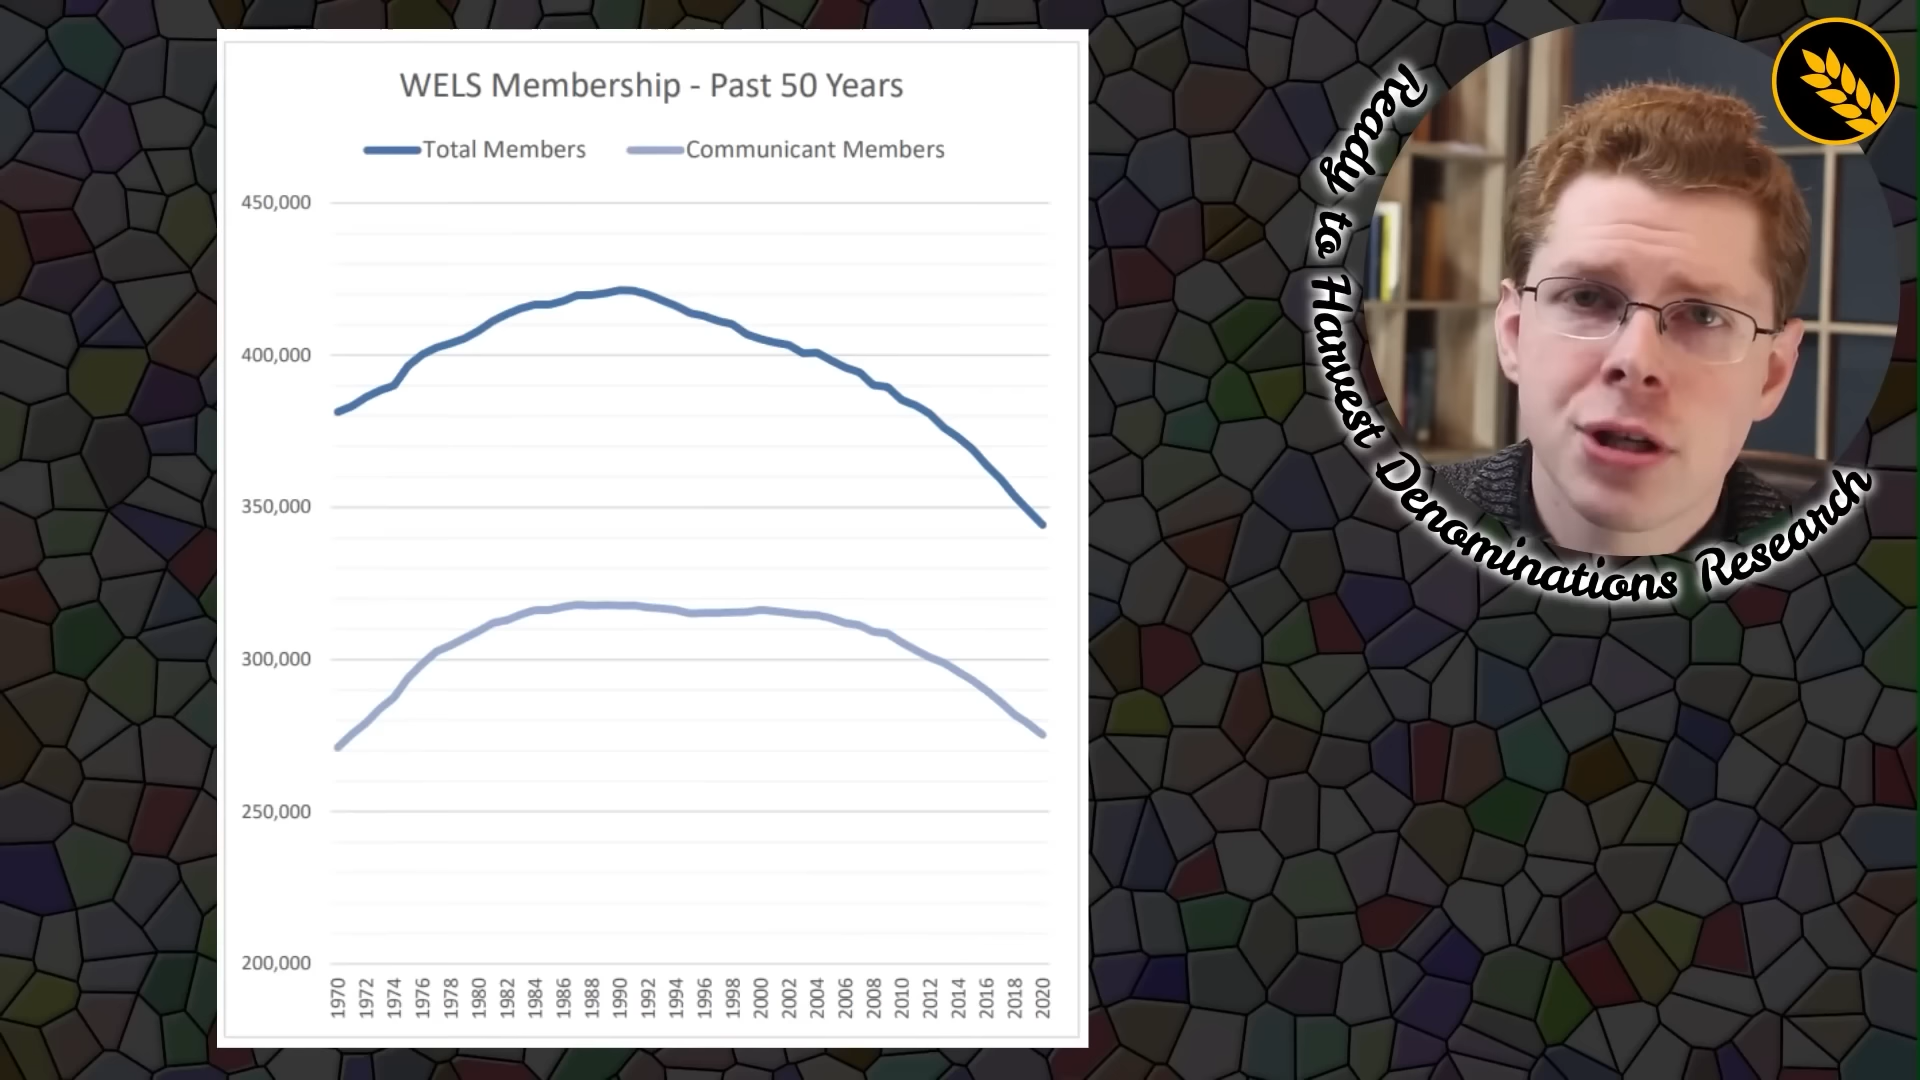 WELS Membership - Past 50 Years
Total Members Communicant Members
450,000
400,000
350,000
300,000
250,000
200,000
1970 1972 1974 1976 1978 1980 1982 1984 1986 1988 1990 1992 1994 1996 1998 2000 2002 2004 2006 2008 2010 2012 2014 2016 2018 2020
Ready to Harvest Denominations Research